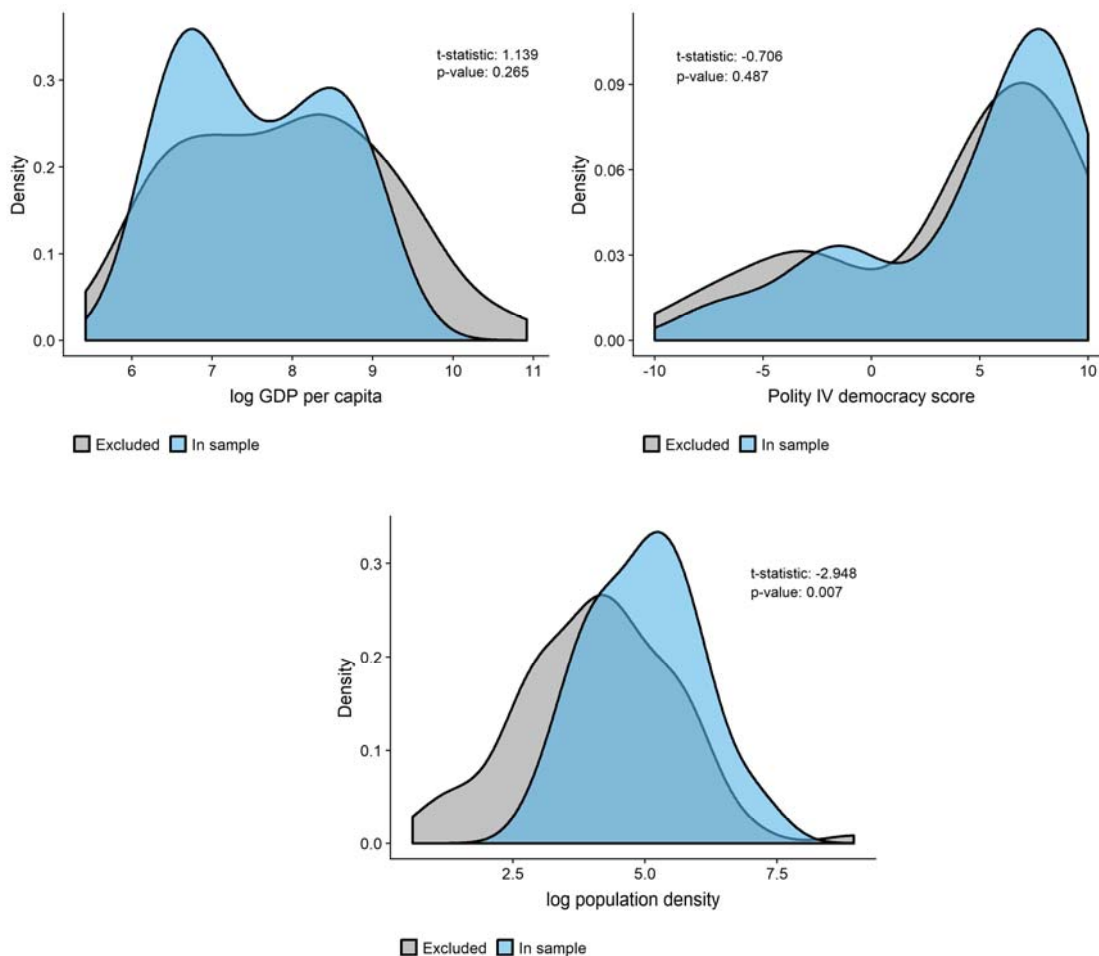 t-statistic: 1.139
p-value: 0.265
Density
0.3
0.2
0.1
0.0
6 7 8 9 10 11
log GDP per capita
Excluded In sample
t-statistic: -0.706
p-value: 0.487
Density
0.09
0.06
0.03
0.00
-10 -5 0 5 10
Polity IV democracy score
Excluded In sample
t-statistic: -2.948
p-value: 0.007
Density
0.3
0.2
0.1
0.0
2.5 5.0 7.5
log population density
Excluded In sample